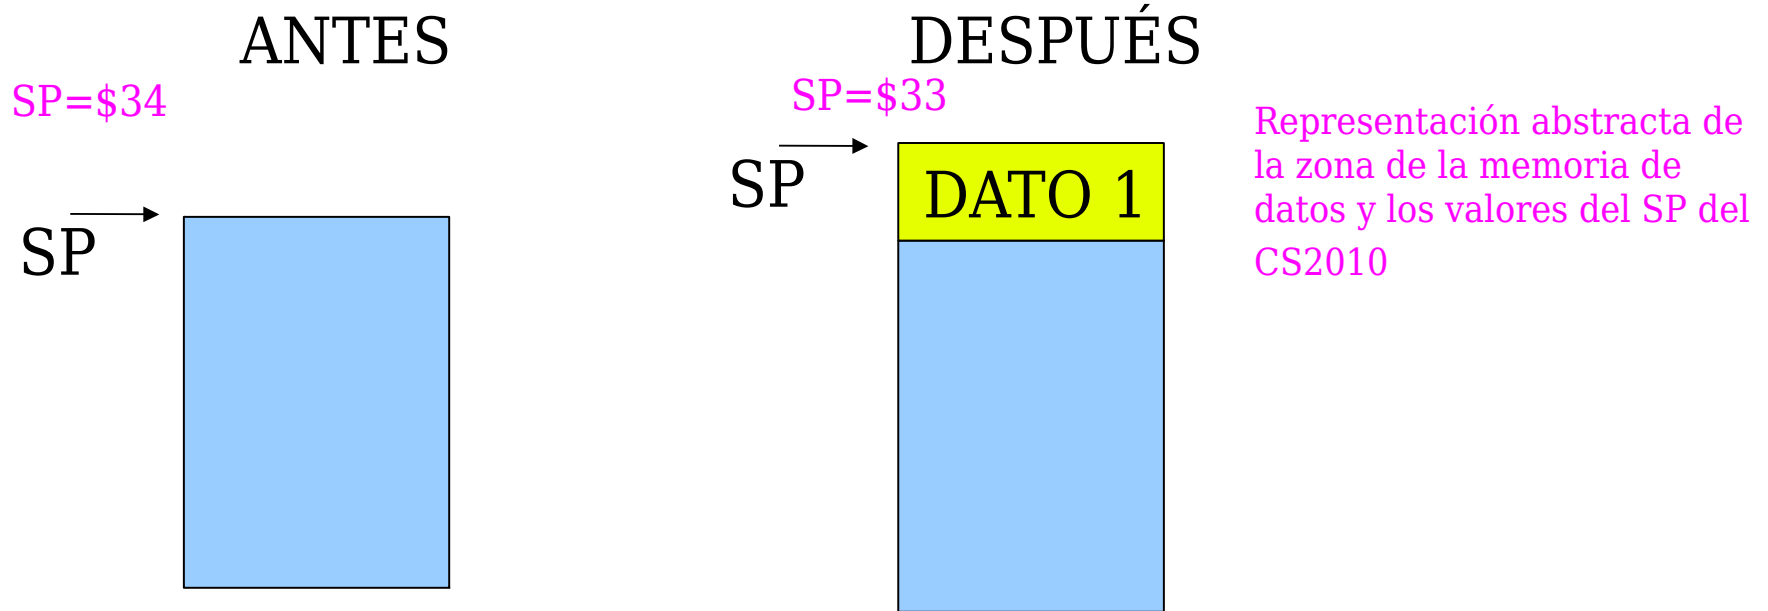 ANTES
SP=$34
SP
DESPUÉS
SP=$33
SP
DATO 1
Representación abstracta de
la zona de la memoria de
datos y los valores del SP del
CS2010